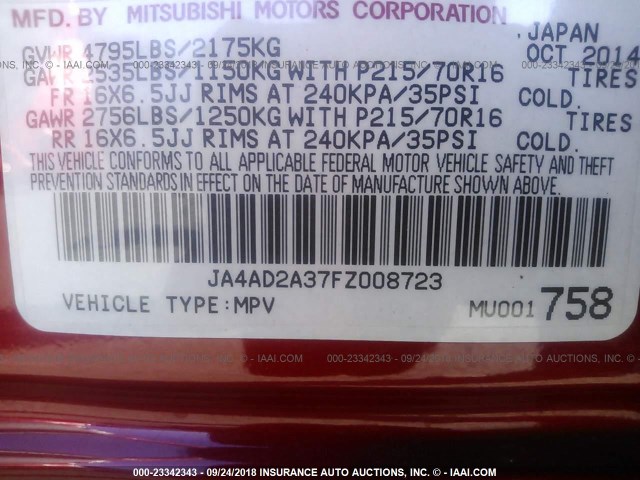 MFD. BY MITSUBISHI MOTORS CORPORATION JAPAN
GVWR 4795LBS/2175KG OCT 2014
GAWR 2535LBS/1150KG WITH P215/70R16 TIRES
FR 16X6.5JJ RIMS AT 240KPA/35PSI COLD.
GAWR 2756LBS/1250KG WITH P215/70R16 TIRES
RR 16X6.5JJ RIMS AT 240KPA/35PSI COLD.
THIS VEHICLE CONFORMS TO ALL APPLICABLE FEDERAL MOTOR VEHICLE SAFETY AND THEFT
PREVENTION STANDARDS IN EFFECT ON THE DATE OF MANUFACTURE SHOWN ABOVE.
JA4AD2A37FZ008723
VEHICLE TYPE:MPV MU001 758
000-23342343 - 09/24/2018 INSURANCE AUTO AUCTIONS, INC. - © IAAI.COM